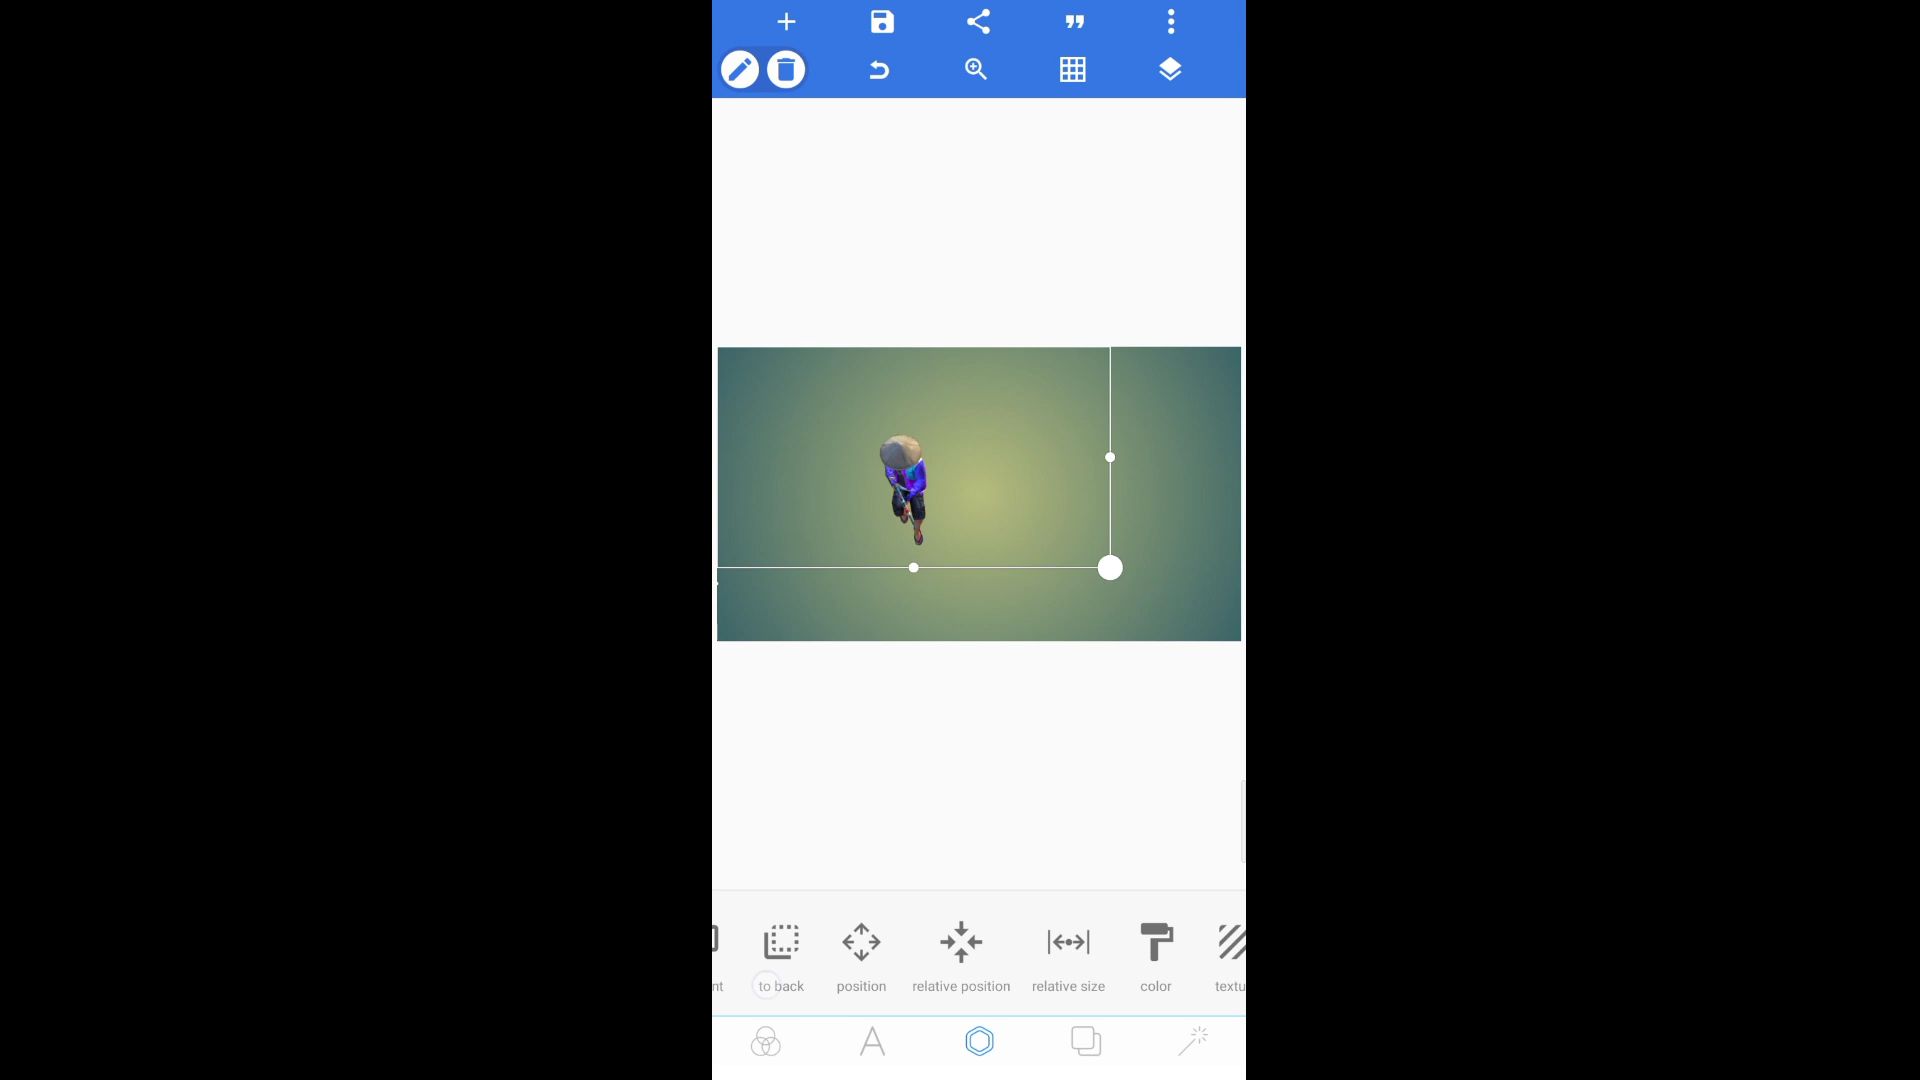 nt
to back
position
relative position
relative size
color
textu